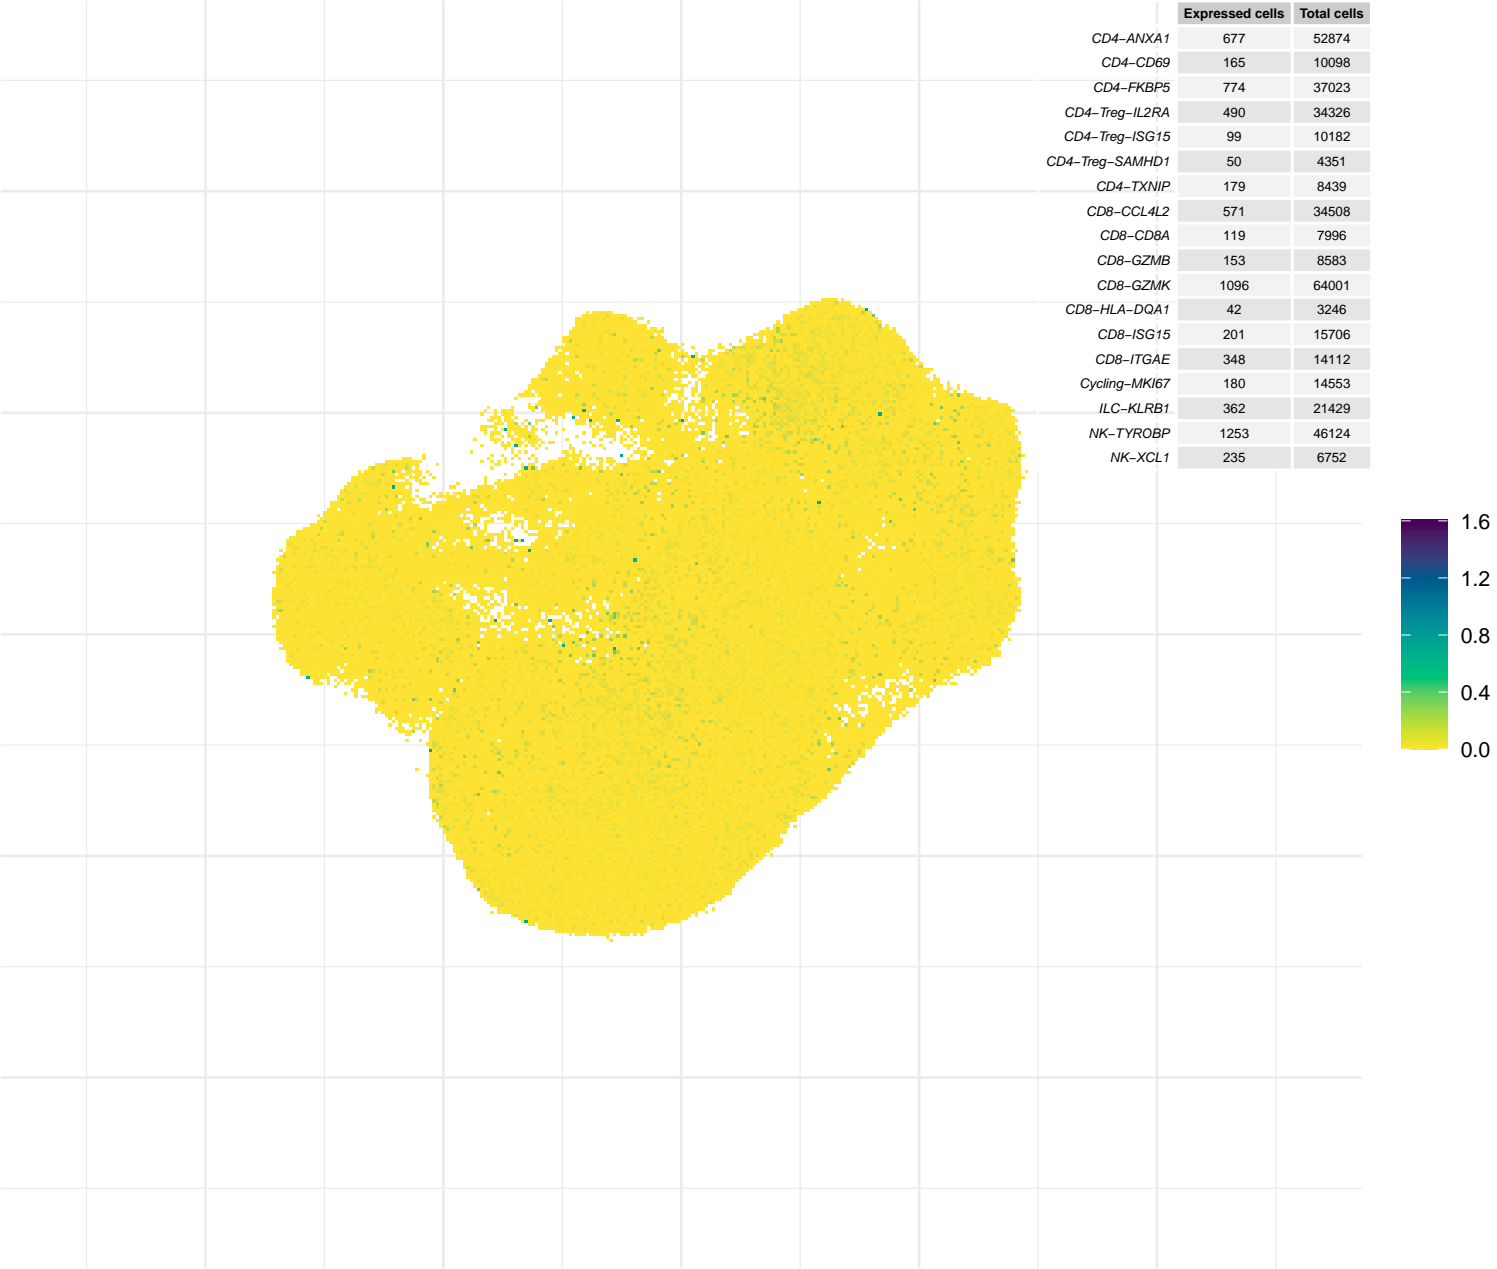 Expressed cells Total cells
CD4−ANXA1 677 52874
CD4−CD69 165 10098
CD4−FKBP5 774 37023
CD4−Treg−IL2RA 490 34326
CD4−Treg−ISG15 99 10182
CD4−Treg−SAMHD1 50 4351
CD4−TXNIP 179 8439
CD8−CCL4L2 571 34508
CD8−CD8A 119 7996
CD8−GZMB 153 8583
CD8−GZMK 1096 64001
CD8−HLA−DQA1 42 3246
CD8−ISG15 201 15706
CD8−ITGAE 348 14112
Cycling−MKI67 180 14553
ILC−KLRB1 362 21429
NK−TYROBP 1253 46124
NK−XCL1 235 6752
1.6
1.2
0.8
0.4
0.0